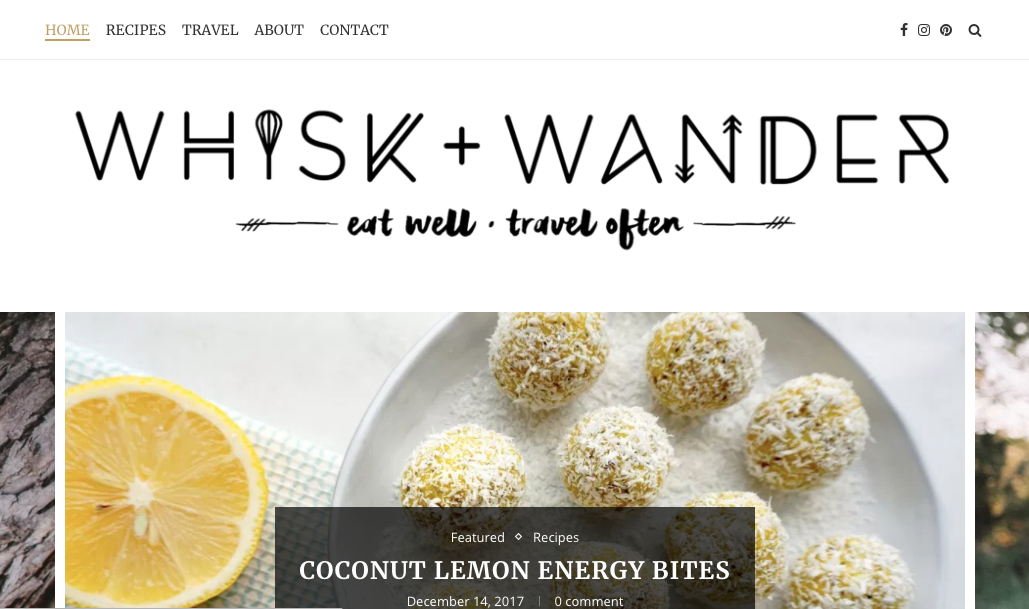 HOME RECIPES TRAVEL ABOUT CONTACT
WHISK + WANDER
eat well · travel often
Featured ◇ Recipes
COCONUT LEMON ENERGY BITES
December 14, 2017 | 0 comment